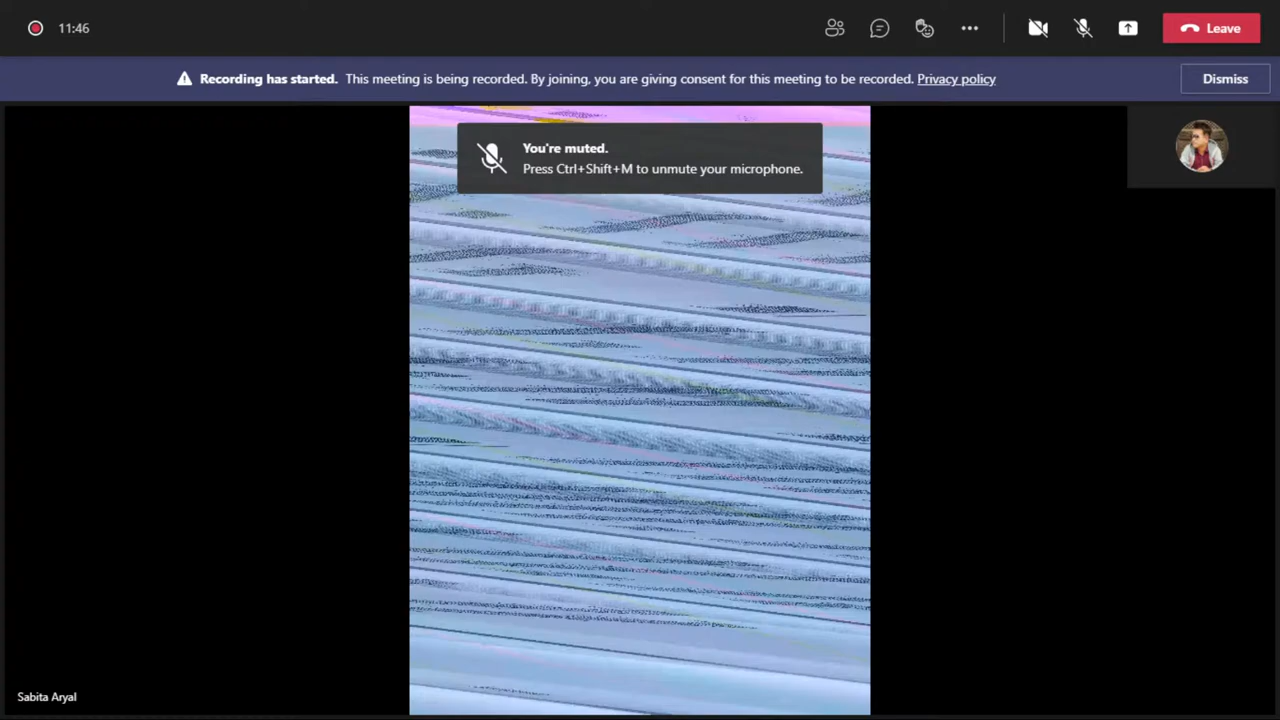 11:46
Leave
Recording has started. This meeting is being recorded. By joining, you are giving consent for this meeting to be recorded. Privacy policy
Dismiss
You're muted.
Press Ctrl+Shift+M to unmute your microphone.
Sabita Aryal